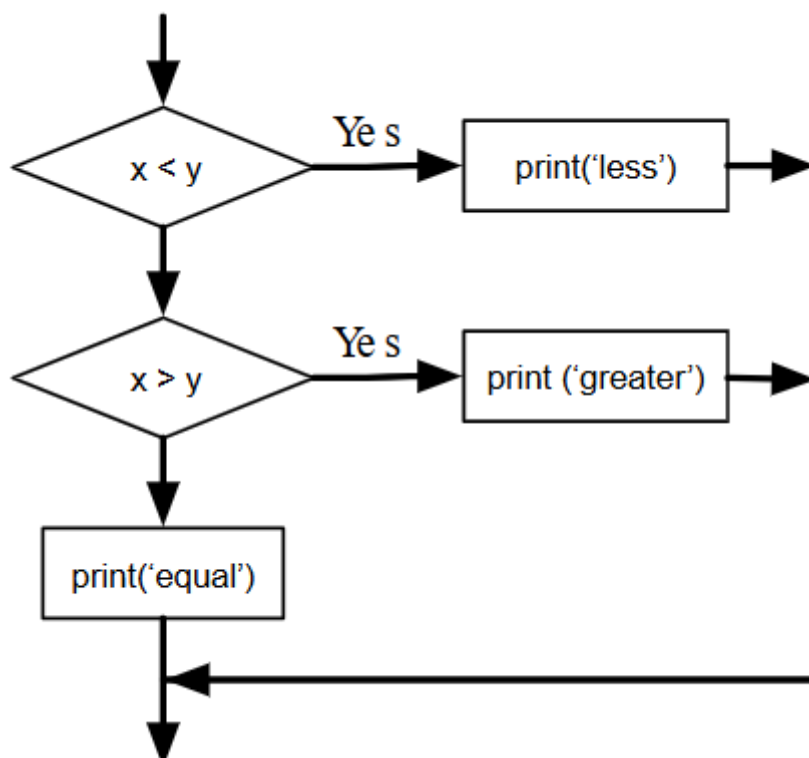 Ye s
x < y
print(‘less’)
Ye s
x > y
print (‘greater’)
print(‘equal’)